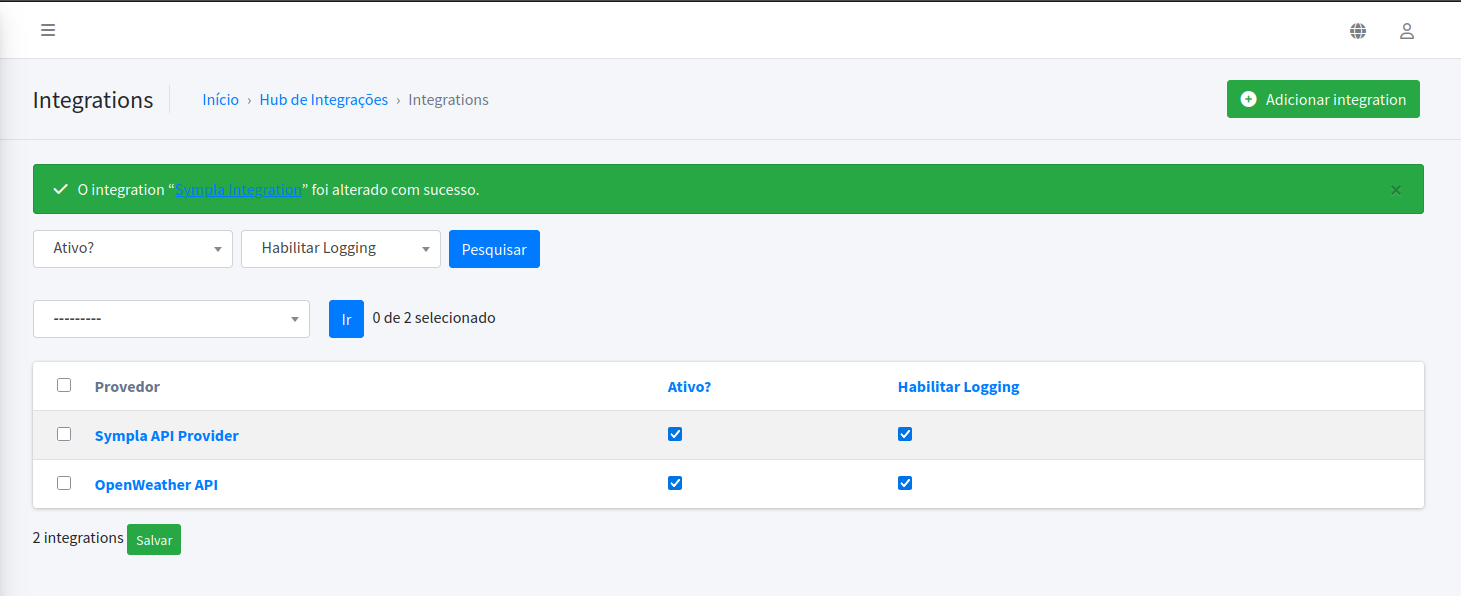 Integrations
Início › Hub de Integrações › Integrations
Adicionar integration
O integration “Sympla Integration” foi alterado com sucesso.
×
Ativo?
Habilitar Logging
Pesquisar
---------
Ir
0 de 2 selecionado
Provedor
Ativo?
Habilitar Logging
Sympla API Provider
OpenWeather API
2 integrations
Salvar